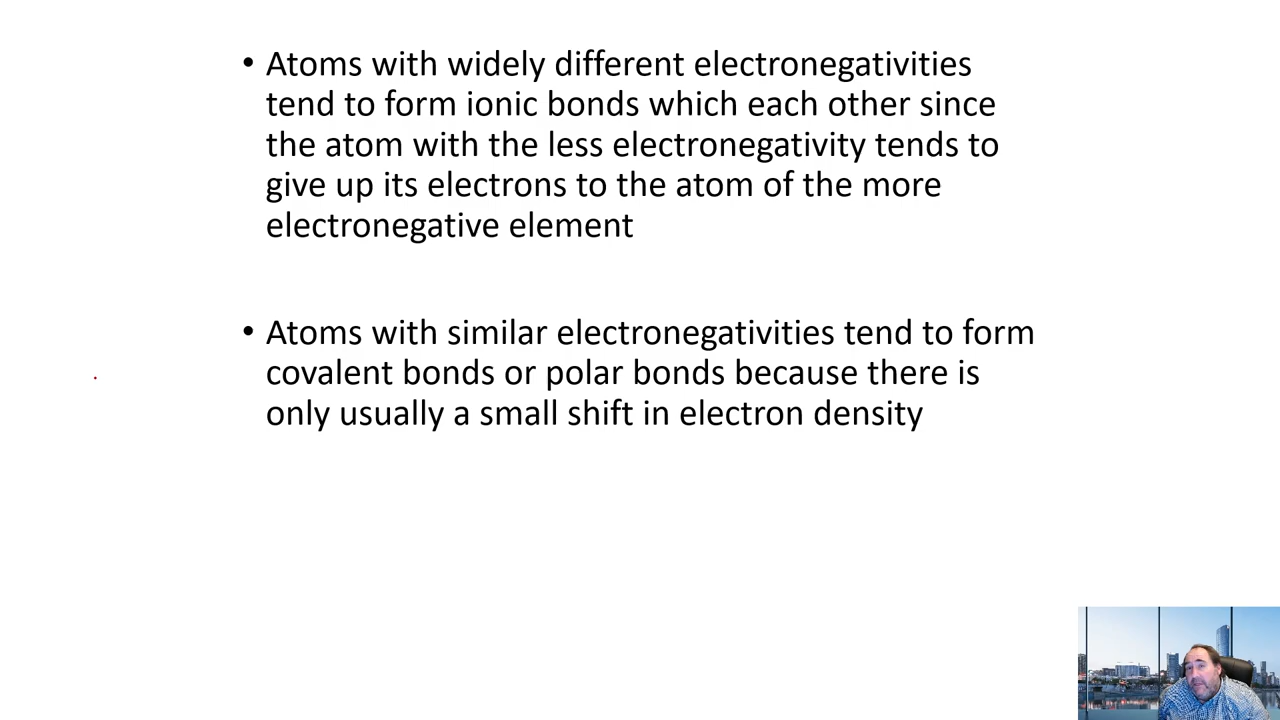 • Atoms with widely different electronegativities
tend to form ionic bonds which each other since
the atom with the less electronegativity tends to
give up its electrons to the atom of the more
electronegative element
• Atoms with similar electronegativities tend to form
covalent bonds or polar bonds because there is
only usually a small shift in electron density